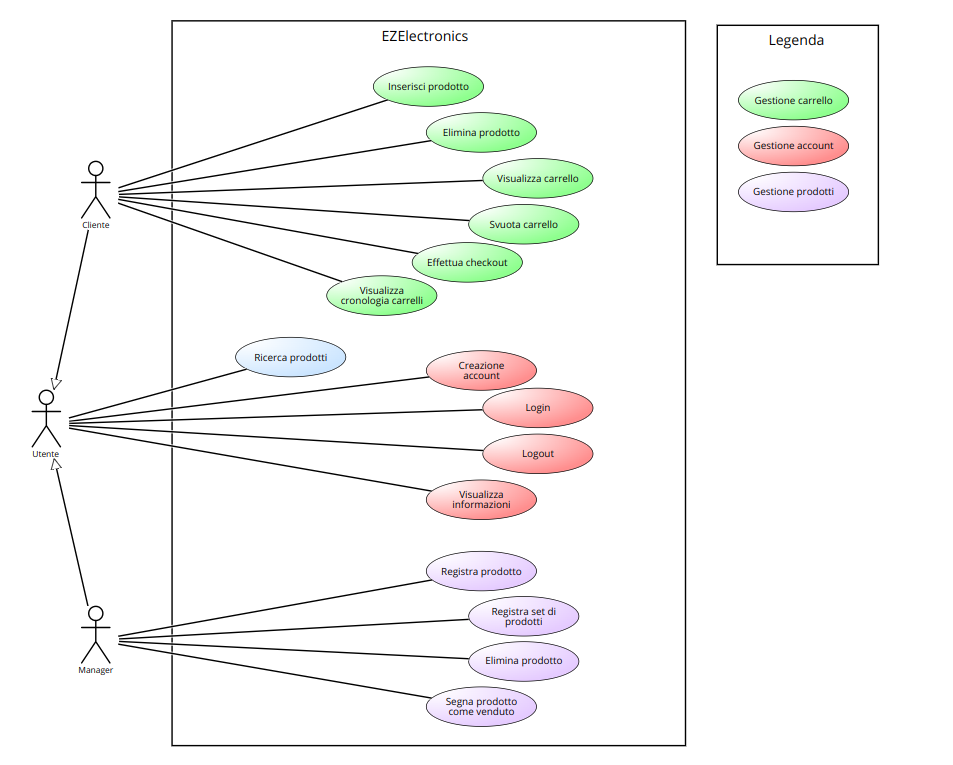 EZElectronics
Inserisci prodotto
Elimina prodotto
Visualizza carrello
Svuota carrello
Effettua checkout
Visualizza
cronologia carrelli
Cliente
Ricerca prodotti
Creazione
account
Login
Logout
Visualizza
informazioni
Utente
Registra prodotto
Registra set di
prodotti
Elimina prodotto
Segna prodotto
come venduto
Manager
Legenda
Gestione carrello
Gestione account
Gestione prodotti